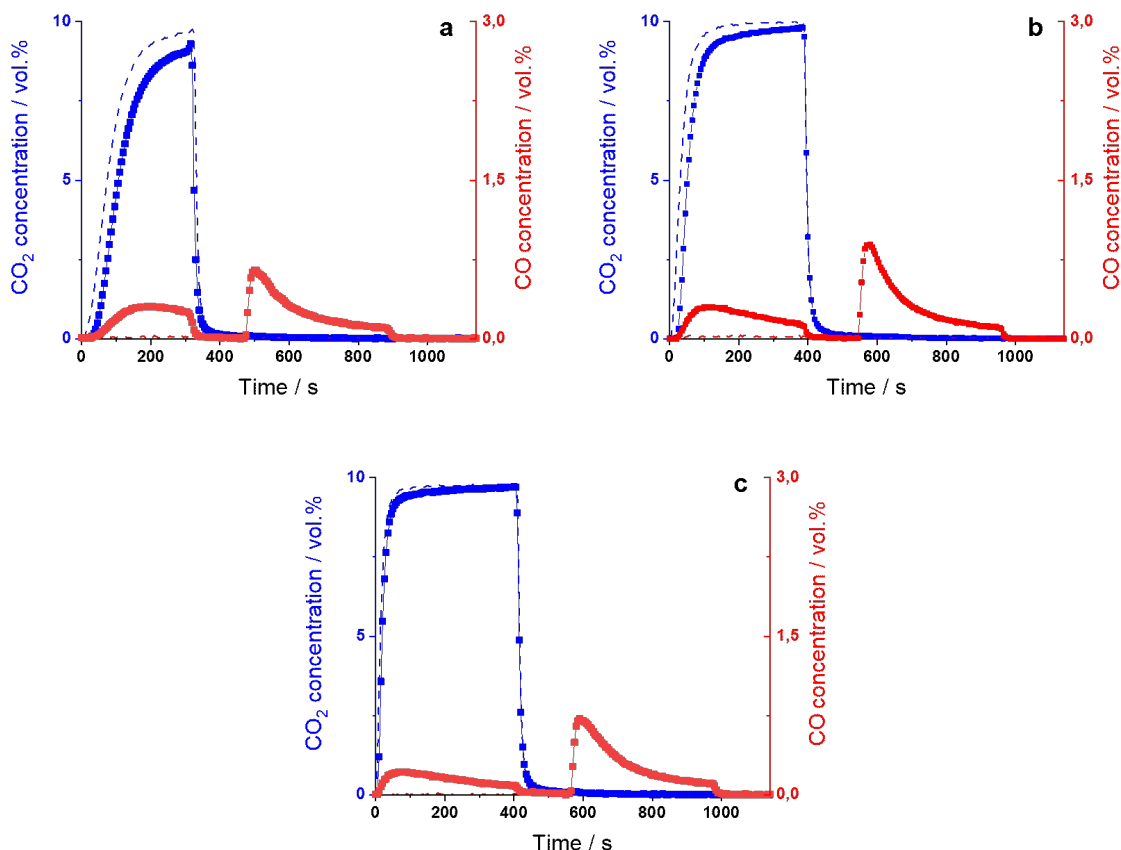 a
10
5
0
CO2 concentration / vol.%
3,0
1,5
0,0
CO concentration / vol.%
0 200 400 600 800 1000
Time / s
b
10
5
0
CO2 concentration / vol.%
3,0
1,5
0,0
CO concentration / vol.%
0 200 400 600 800 1000
Time / s
c
10
5
0
CO2 concentration / vol.%
3,0
1,5
0,0
CO concentration / vol.%
0 200 400 600 800 1000
Time / s